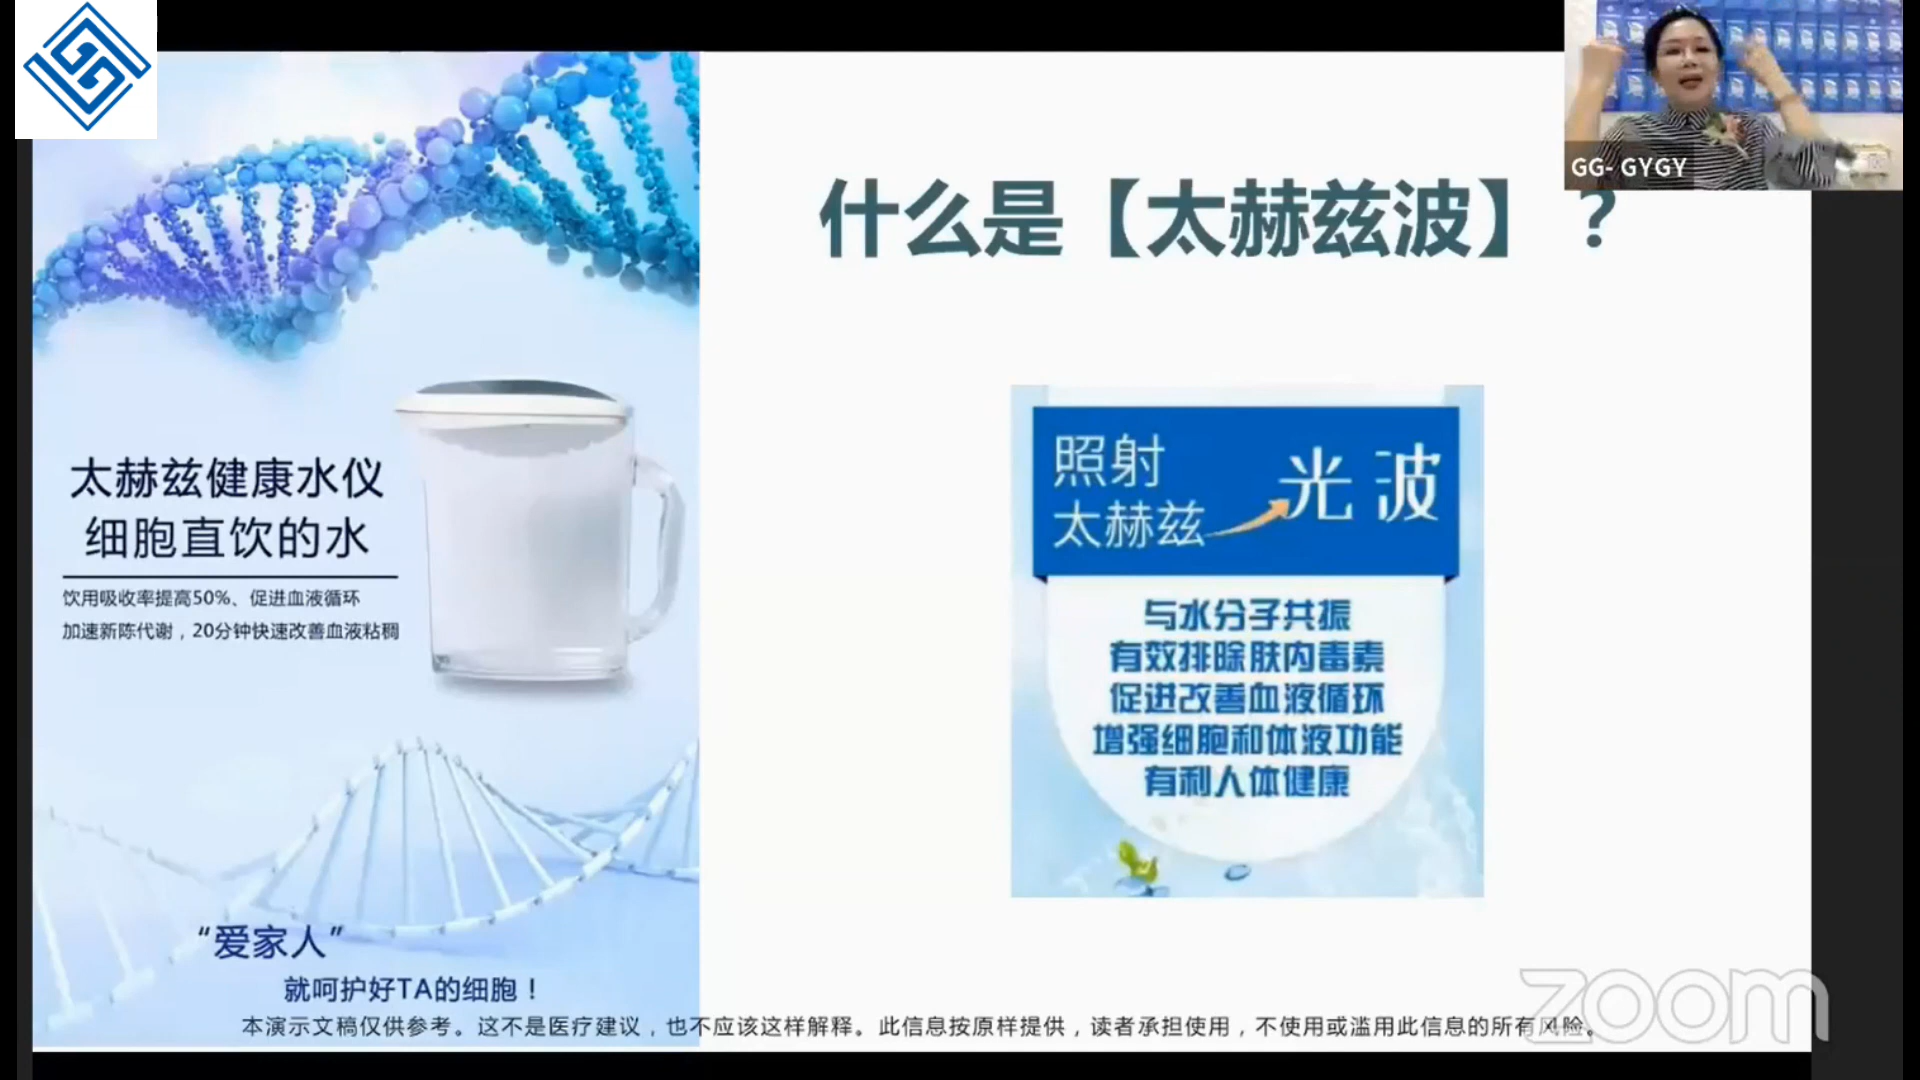 GG- GYGY
什么是【太赫兹波】？
太赫兹健康水仪
细胞直饮的水
饮用吸收率提高50%、促进血液循环
加速新陈代谢，20分钟快速改善血液粘稠
照射
太赫兹
光波
与水分子共振
有效排除肤内毒素
促进改善血液循环
增强细胞和体液功能
有利人体健康
“爱家人”
就呵护好TA的细胞！
本演示文稿仅供参考。这不是医疗建议，也不应该这样解释。此信息按原样提供，读者承担使用，不使用或滥用此信息的所有风险。
zoom